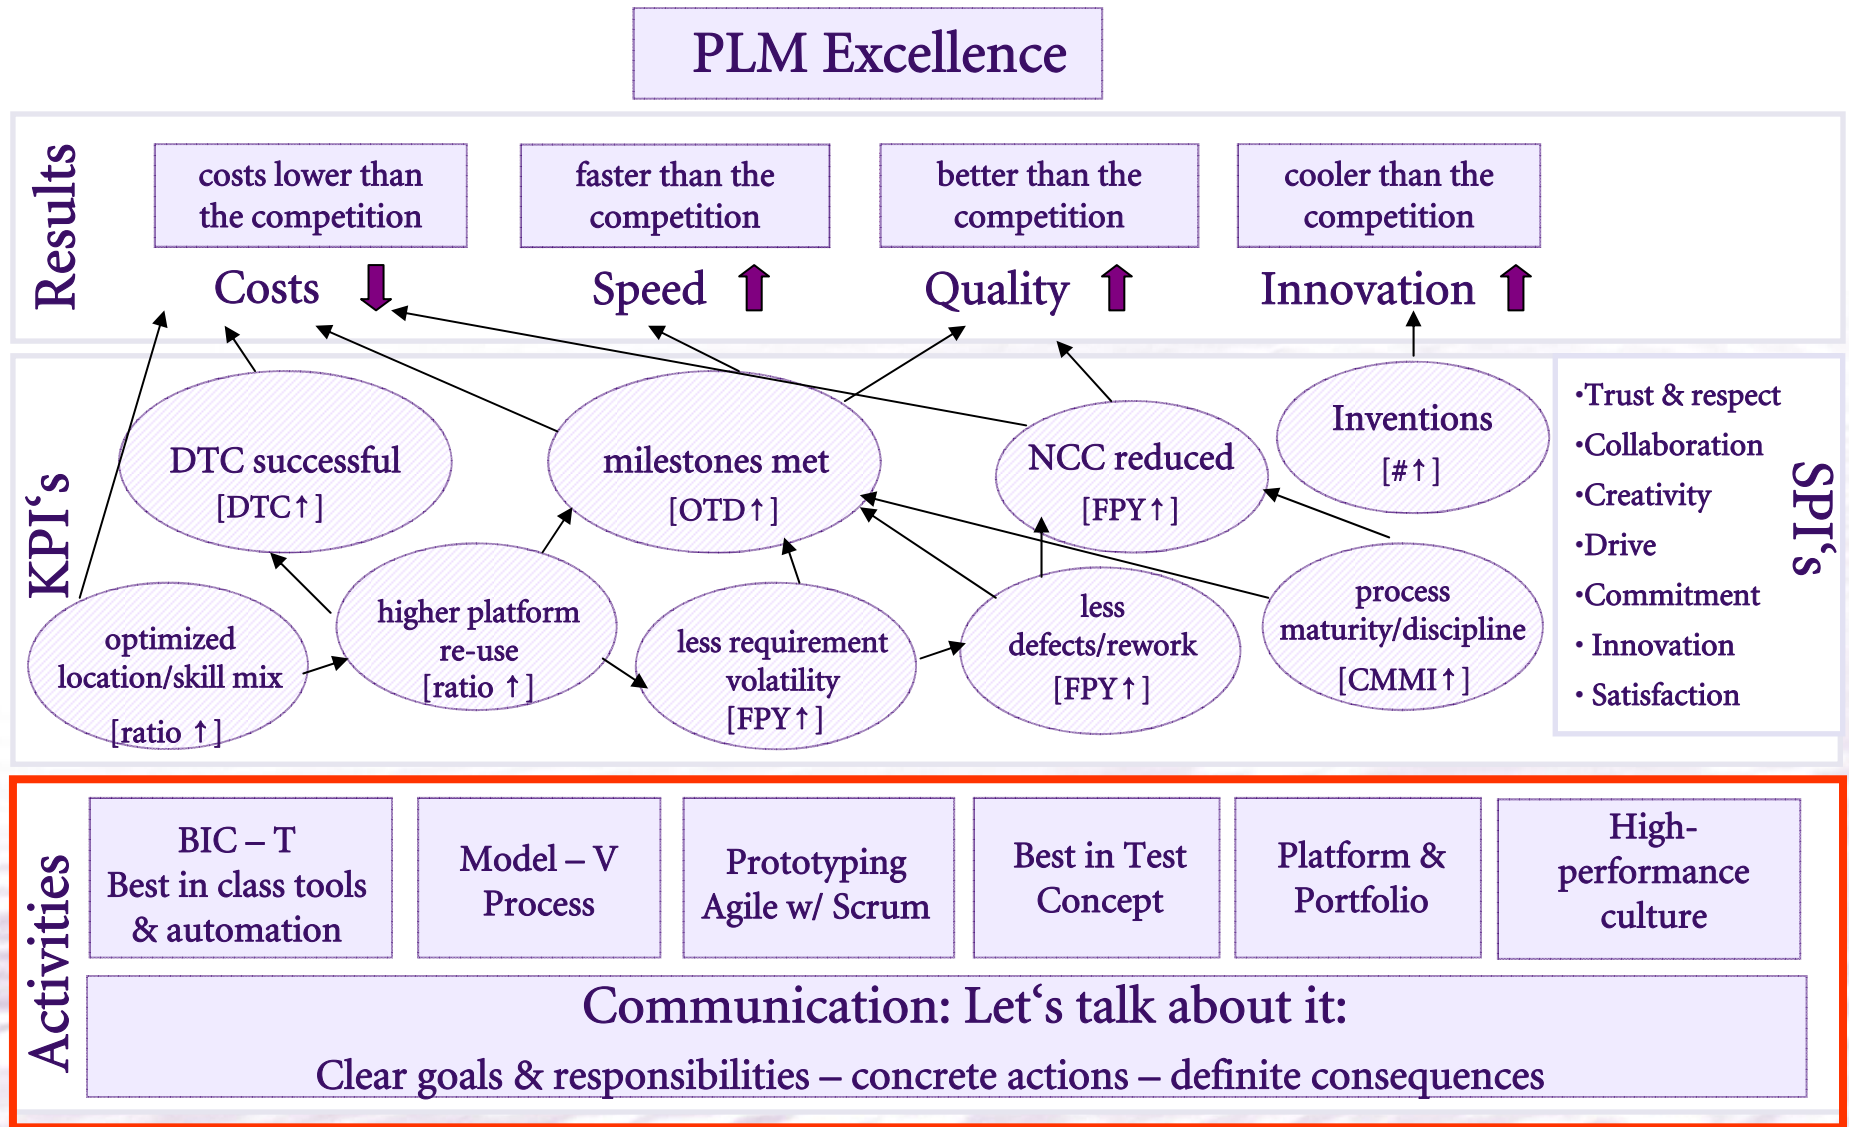 PLM Excellence
Results
costs lower than
the competition
faster than the
competition
better than the
competition
cooler than the
competition
Costs
Speed
Quality
Innovation
KPI‘s
DTC successful
[DTC↑]
milestones met
[OTD↑]
NCC reduced
[FPY↑]
Inventions
[#↑]
optimized
location/skill mix
[ratio ↑]
higher platform
re-use
[ratio ↑]
less requirement
volatility
[FPY↑]
less
defects/rework
[FPY↑]
process
maturity/discipline
[CMMI↑]
•Trust & respect
•Collaboration
•Creativity
•Drive
•Commitment
• Innovation
• Satisfaction
SPI‘s
Activities
BIC – T
Best in class tools
& automation
Model – V
Process
Prototyping
Agile w/ Scrum
Best in Test
Concept
Platform &
Portfolio
High-
performance
culture
Communication: Let‘s talk about it:
Clear goals & responsibilities – concrete actions – definite consequences